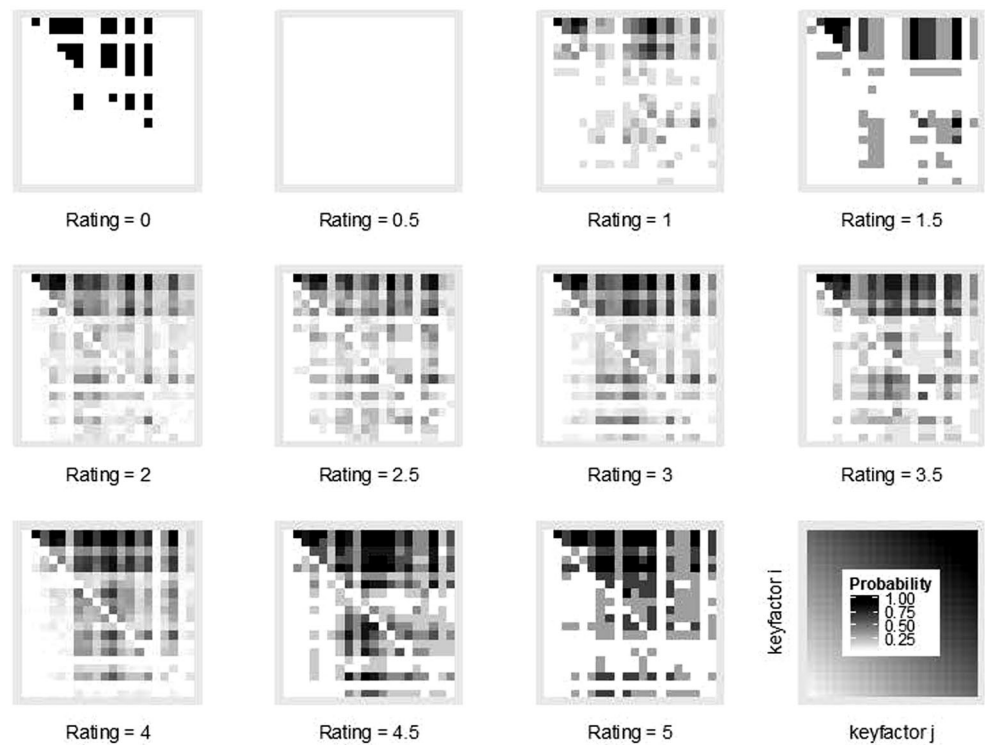 Rating = 0
Rating = 0.5
Rating = 1
Rating = 1.5
Rating = 2
Rating = 2.5
Rating = 3
Rating = 3.5
Rating = 4
Rating = 4.5
Rating = 5
keyfactor i
Probability
1.00
0.75
0.50
0.25
keyfactor j